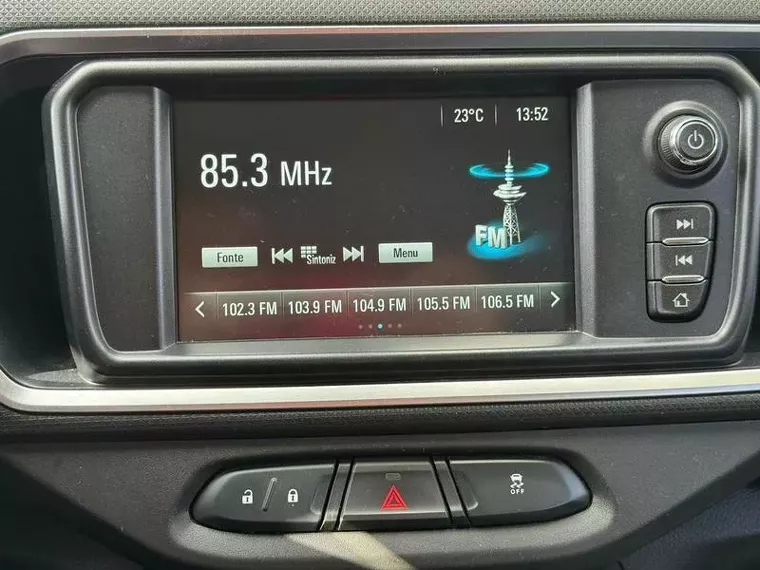 23°C 13:52
85.3 MHz
FM
Fonte Sintoniz Menu
102.3 FM 103.9 FM 104.9 FM 105.5 FM 106.5 FM
OFF